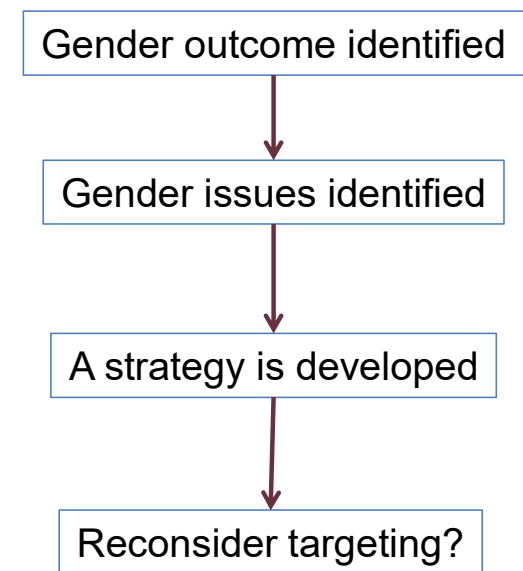 Gender outcome identified
Gender issues identified
A strategy is developed
Reconsider targeting?